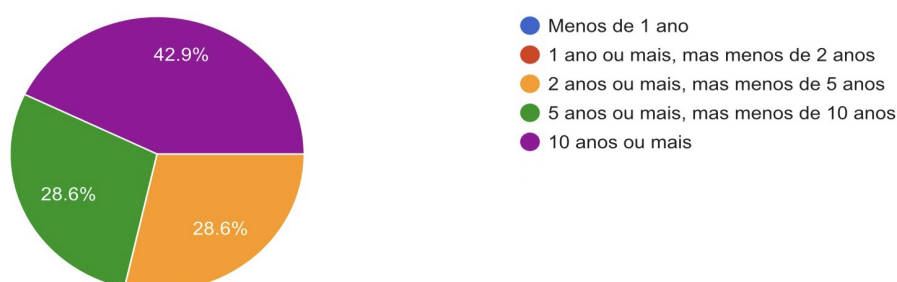 42.9%
28.6%
28.6%
Menos de 1 ano
1 ano ou mais, mas menos de 2 anos
2 anos ou mais, mas menos de 5 anos
5 anos ou mais, mas menos de 10 anos
10 anos ou mais